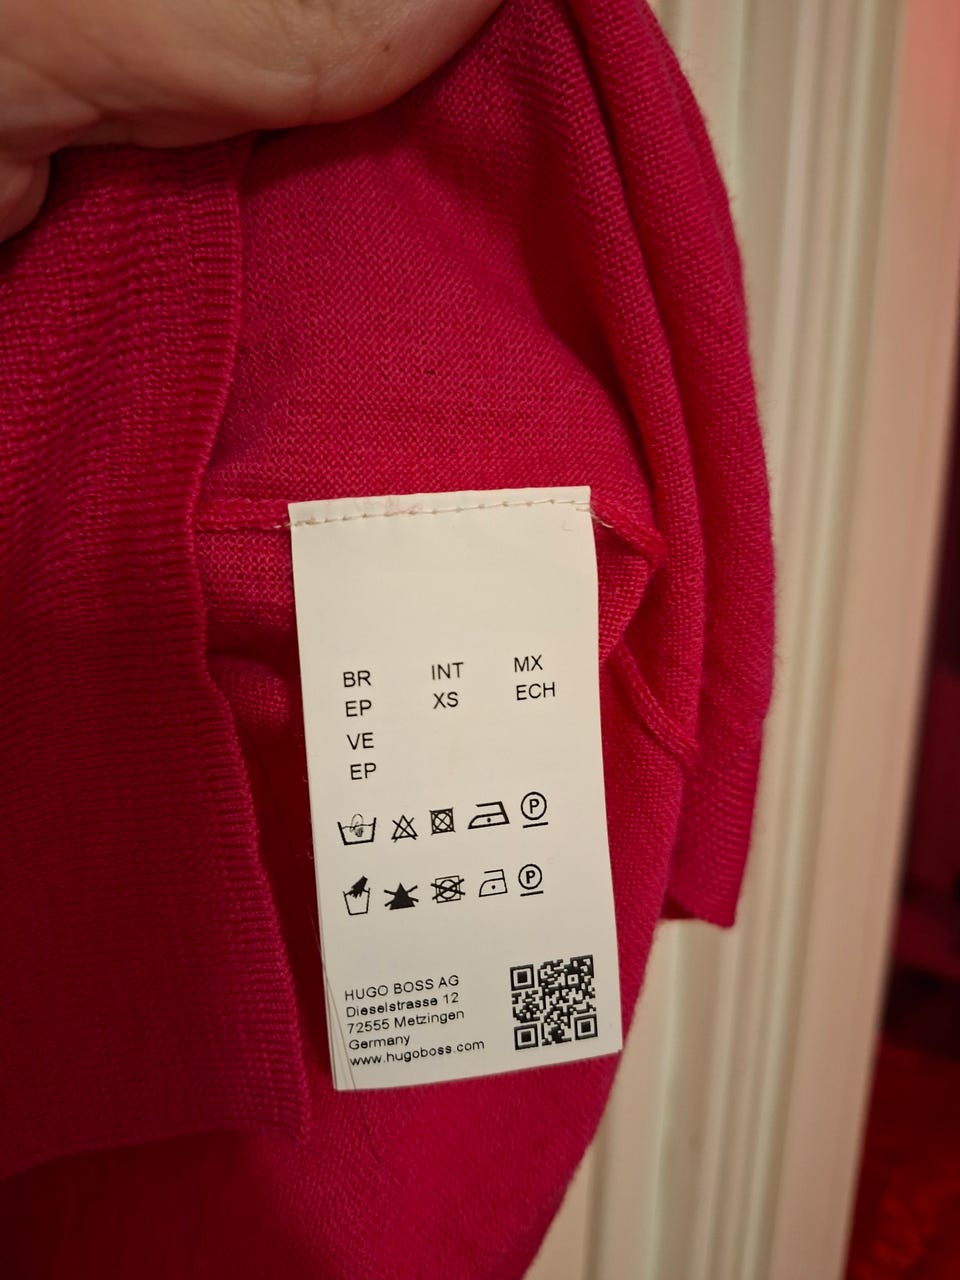 BR INT MX
EP XS ECH
VE
EP
P
P
HUGO BOSS AG
Dieselstrasse 12
72555 Metzingen
Germany
www.hugoboss.com